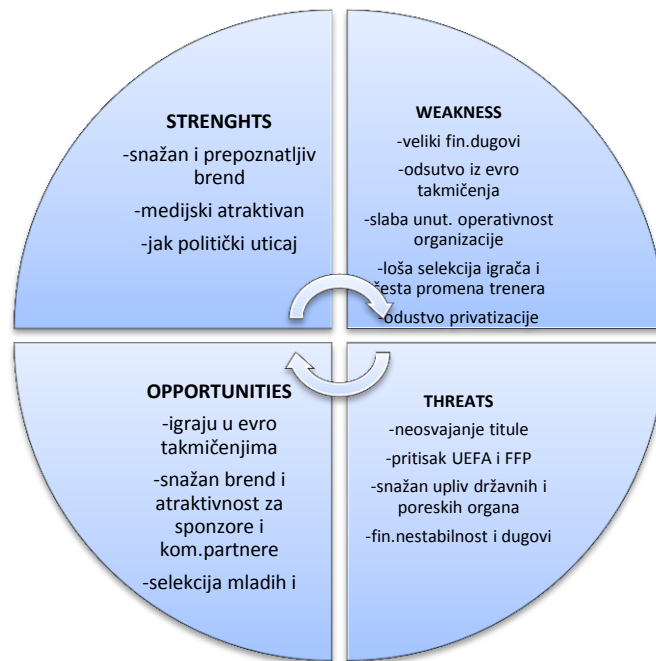 STRENGHTS
-snažan i prepoznatljiv
brend
-medijski atraktivan
-jak politički uticaj
WEAKNESS
-veliki fin.dugovi
-odsutvo iz evro
takmičenja
-slaba unut. operativnost
organizacije
-loša selekcija igrača i
česta promena trenera
-odustvo privatizacije
OPPORTUNITIES
-igraju u evro
takmičenjima
-snažan brend i
atraktivnost za
sponzore i
kom.partnere
-selekcija mladih i
THREATS
-neosvajanje titule
-pritisak UEFA i FFP
-snažan upliv državnih i
poreskih organa
-fin.nestabilnost i dugovi